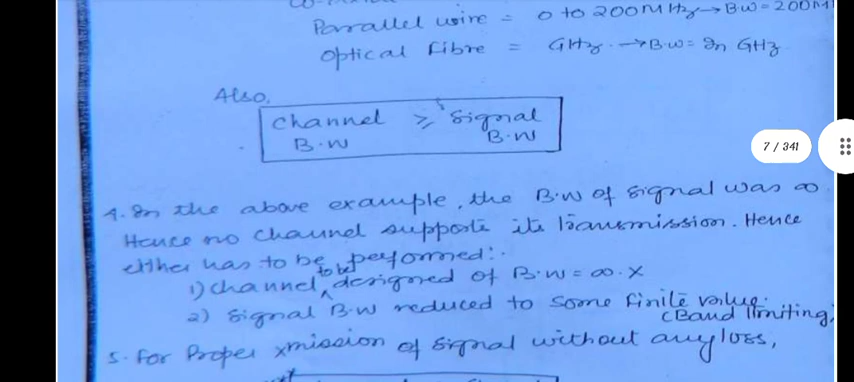 Parallel wire = 0 to 200MHz → BW = 200M
Optical Fibre = GHz. → B.W = In GHz
Also,
Channel B.W ≥ Signal B.W
7 / 341
4. In the above example, the B.W of signal was ∞
Hence no channel supports its transmission. Hence
either has to be performed:.
1) channel to be designed of B.W = ∞. X
2) Signal B.W reduced to some finite value.
(Band limiting)
5. For Proper xmission of signal without any loss,